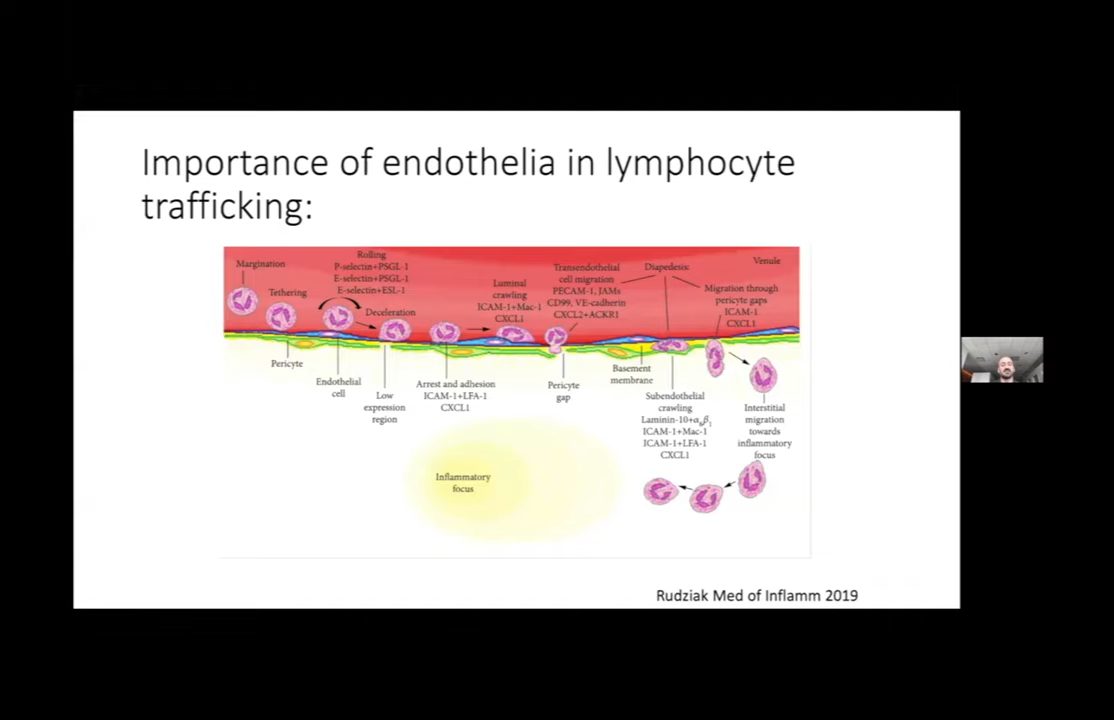 Importance of endothelia in lymphocyte
trafficking:
Margination
Tethering
Rolling
P-selectin+PSGL-1
E-selectin+PSGL-1
E-selectin+ESL-1
Deceleration
Luminal
crawling
ICAM-1+Mac-1
CXCL1
Transendothelial
cell migration
PECAM-1, JAMs
CD99, VE-cadherin
CXCL2+ACKR1
Diapedesis:
Venule
Migration through
pericyte gaps
ICAM-1
CXCL1
Pericyte
Endothelial
cell
Low
expression
region
Arrest and adhesion
ICAM-1+LFA-1
CXCL1
Pericyte
gap
Basement
membrane
Subendothelial
crawling
Laminin-10+α6β1
ICAM-1+Mac-1
ICAM-1+LFA-1
CXCL1
Interstitial
migration
towards
inflammatory
focus
Inflammatory
focus
Rudziak Med of Inflamm 2019